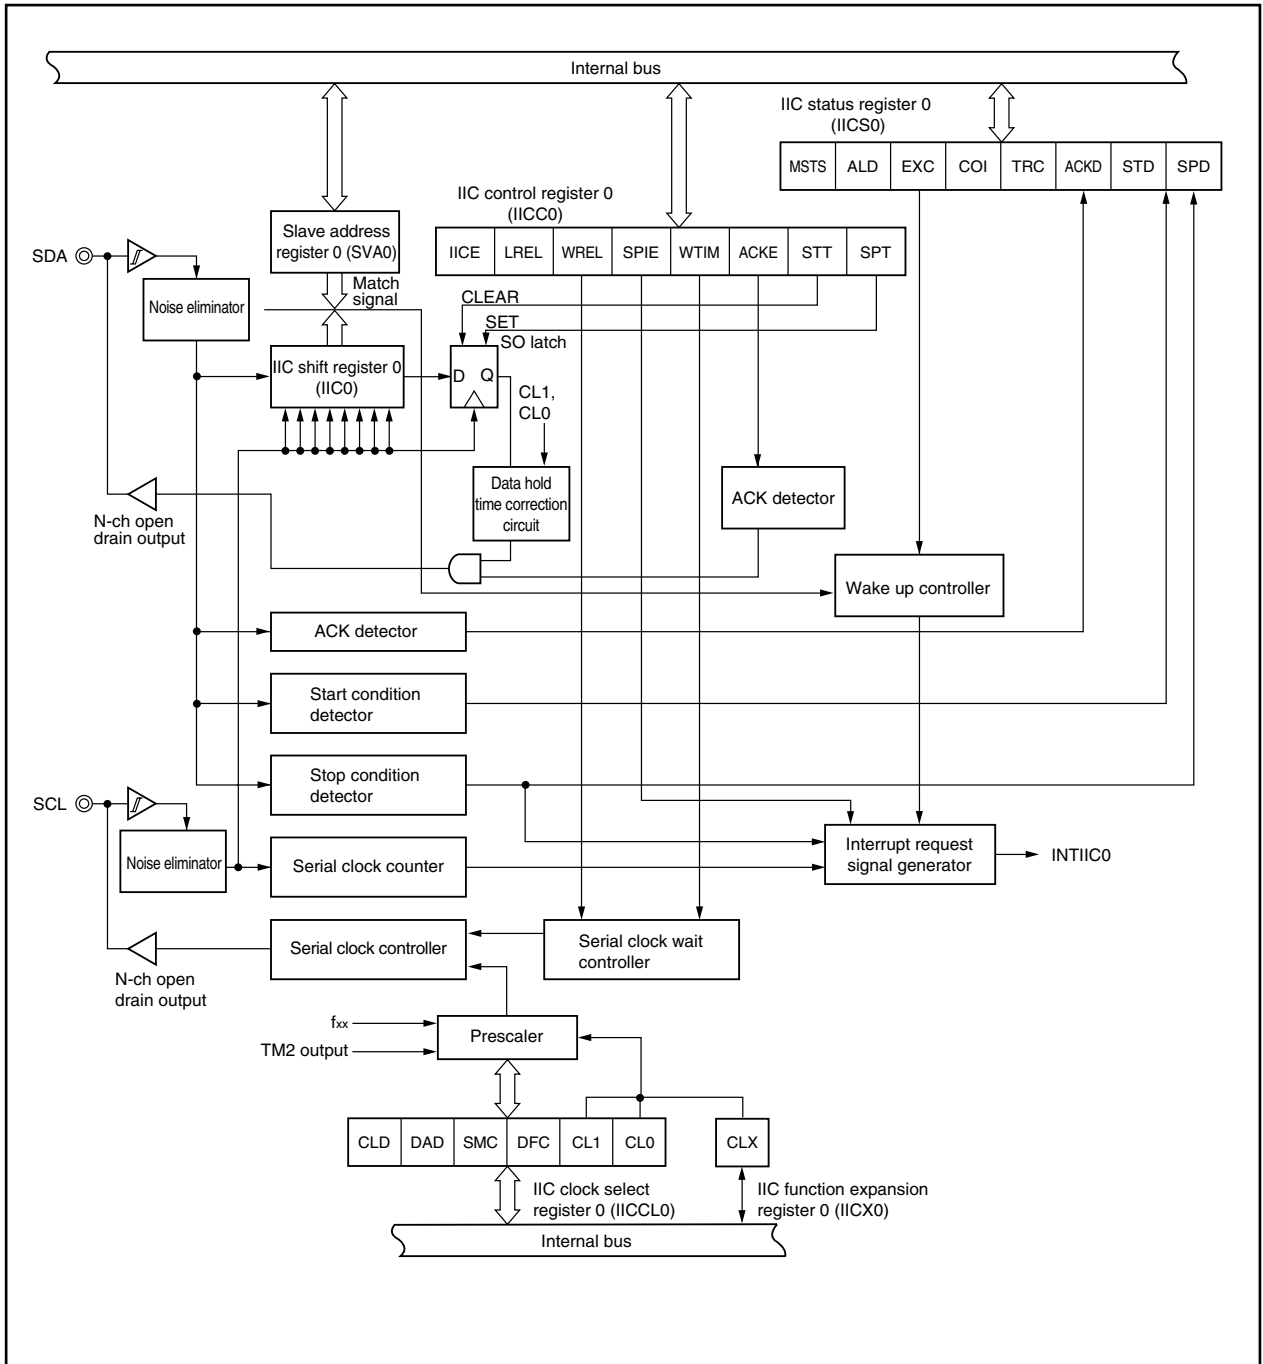 Internal bus
IIC status register 0
(IICS0)
MSTS ALD EXC COI TRC ACKD STD SPD
IIC control register 0
(IICC0)
IICE LREL WREL SPIE WTIM ACKE STT SPT
Slave address
register 0 (SVA0)
SDA
Noise eliminator
Match
signal
CLEAR
SET
SO latch
IIC shift register 0
(IIC0)
D Q
CL1,
CL0
Data hold
time correction
circuit
ACK detector
N-ch open
drain output
Wake up controller
ACK detector
Start condition
detector
Stop condition
detector
SCL
Noise eliminator
Serial clock counter
Interrupt request
signal generator
INTIIC0
Serial clock controller
Serial clock wait
controller
N-ch open
drain output
fxx
TM2 output
Prescaler
CLD DAD SMC DFC CL1 CL0
CLX
IIC clock select
register 0 (IICCL0)
IIC function expansion
register 0 (IICX0)
Internal bus